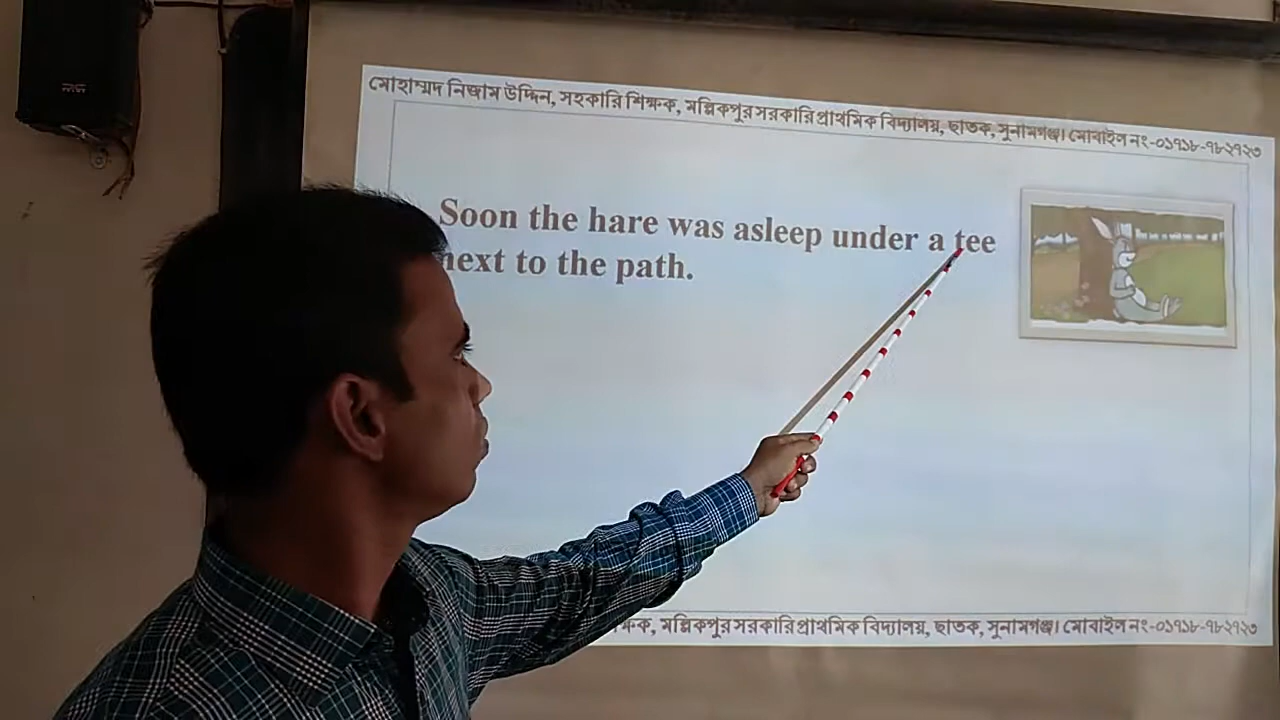 মোহাম্মদ নিজাম উদ্দিন, সহকারি শিক্ষক, মল্লিকপুর সরকারি প্রাথমিক বিদ্যালয়, ছাতক, সুনামগঞ্জ। মোবাইল নং-০১৭১৮-৭৮২৭২৩
Soon the hare was asleep under a tee
next to the path.
মল্লিকপুর সরকারি প্রাথমিক বিদ্যালয়, ছাতক, সুনামগঞ্জ। মোবাইল নং-০১৭১৮-৭৮২৭২৩